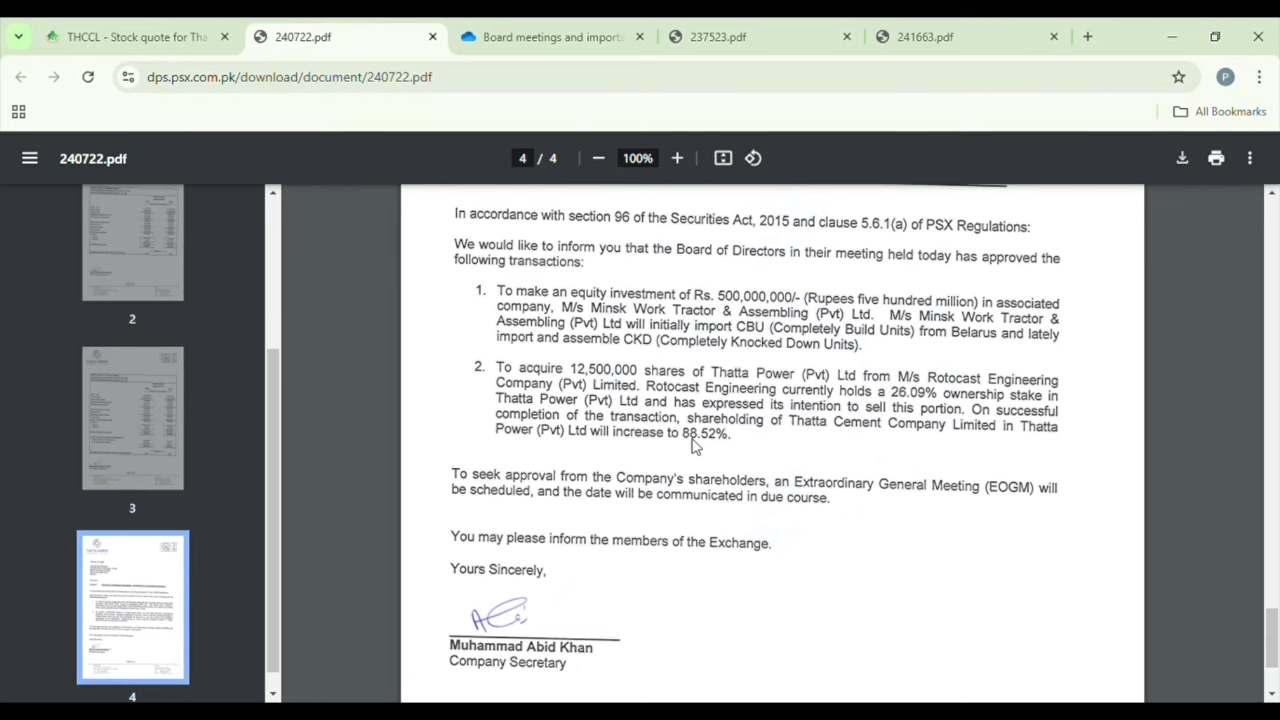 THCCL - Stock quote for Tha
240722.pdf
Board meetings and importa
237523.pdf
241663.pdf
dps.psx.com.pk/download/document/240722.pdf
P
All Bookmarks
240722.pdf
4 / 4
100%
2
3
4
In accordance with section 96 of the Securities Act, 2015 and clause 5.6.1(a) of PSX Regulations:
We would like to inform you that the Board of Directors in their meeting held today has approved the
following transactions:
1. To make an equity investment of Rs. 500,000,000/- (Rupees five hundred million) in associated
company, M/s Minsk Work Tractor & Assembling (Pvt) Ltd. M/s Minsk Work Tractor &
Assembling (Pvt) Ltd will initially import CBU (Completely Build Units) from Belarus and lately
import and assemble CKD (Completely Knocked Down Units).
2. To acquire 12,500,000 shares of Thatta Power (Pvt) Ltd from M/s Rotocast Engineering
Company (Pvt) Limited. Rotocast Engineering currently holds a 26.09% ownership stake in
Thatta Power (Pvt) Ltd and has expressed its intention to sell this portion. On successful
completion of the transaction, shareholding of Thatta Cement Company Limited in Thatta
Power (Pvt) Ltd will increase to 88.52%.
To seek approval from the Company's shareholders, an Extraordinary General Meeting (EOGM) will
be scheduled, and the date will be communicated in due course.
You may please inform the members of the Exchange.
Yours Sincerely,
Muhammad Abid Khan
Company Secretary